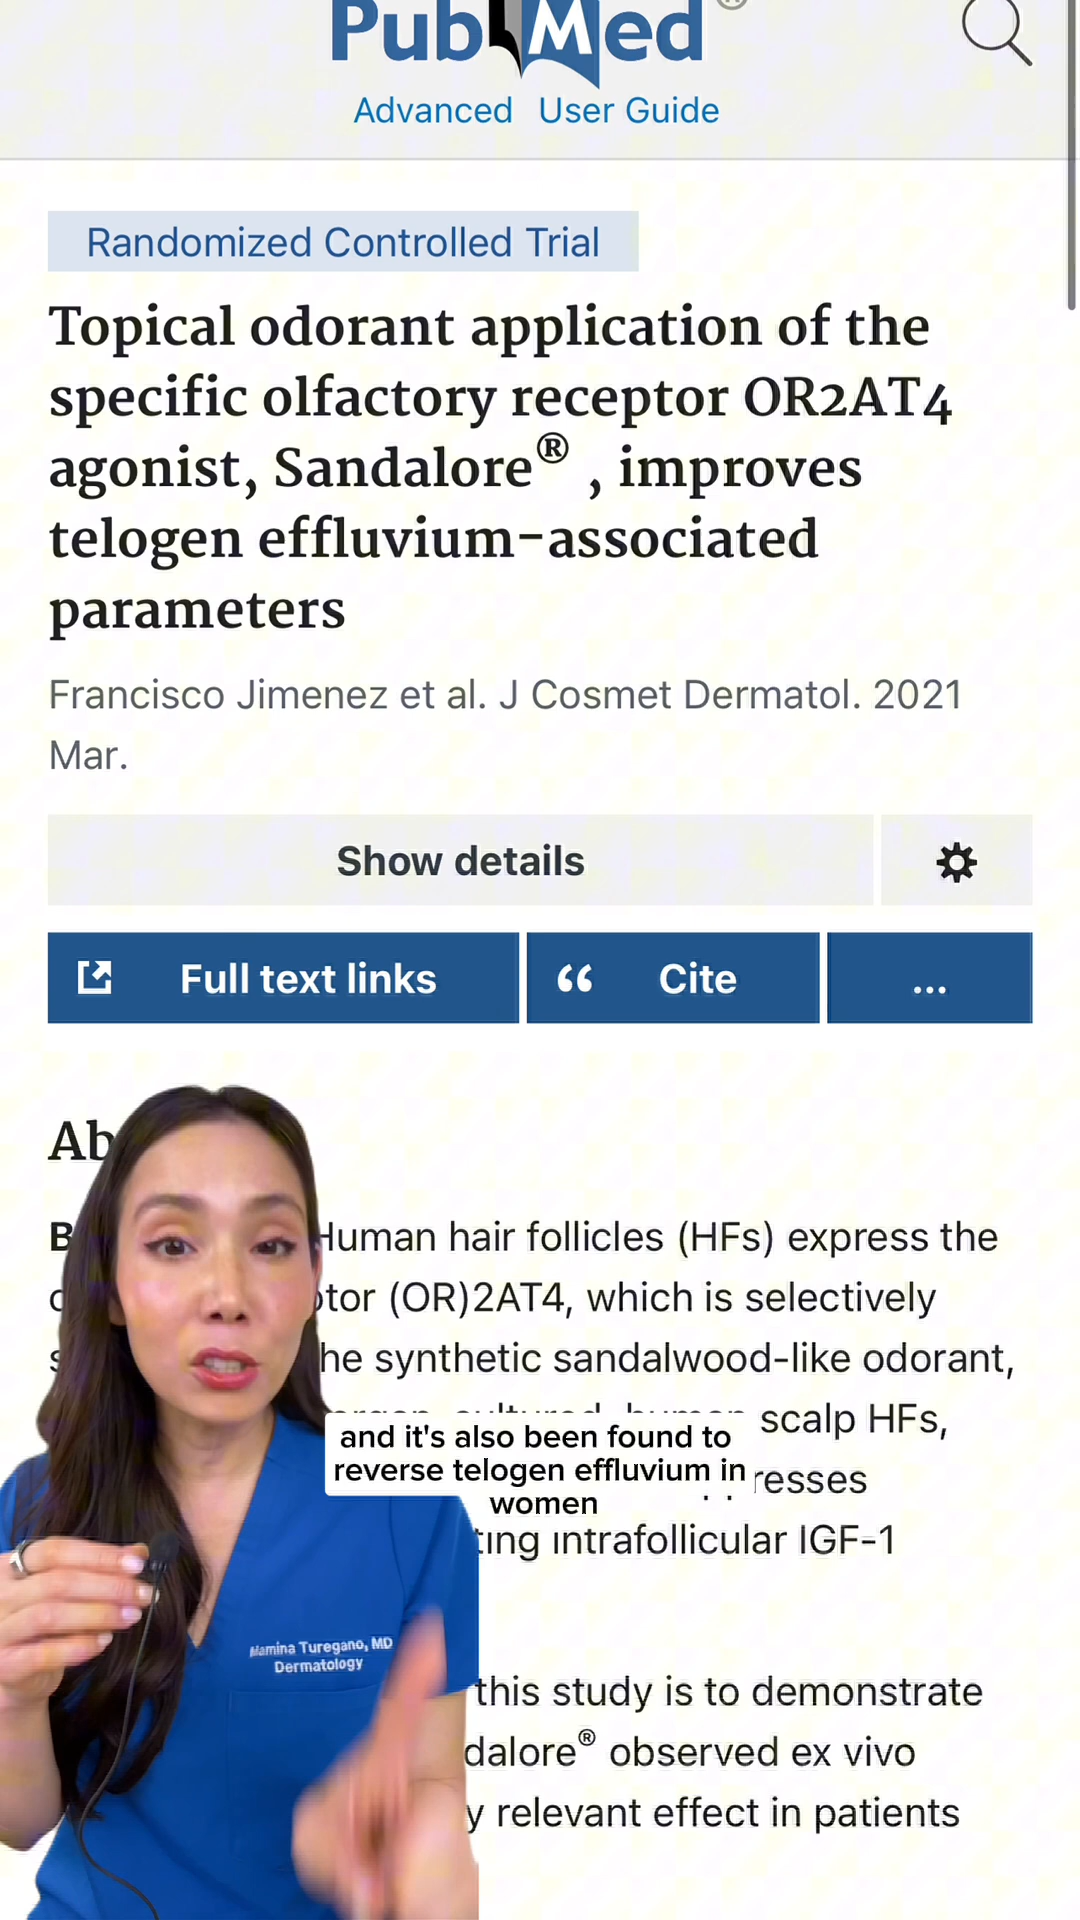 PubMed
Advanced User Guide
Randomized Controlled Trial
Topical odorant application of the
specific olfactory receptor OR2AT4
agonist, Sandalore® , improves
telogen effluvium-associated
parameters
Francisco Jimenez et al. J Cosmet Dermatol. 2021
Mar.
Show details
Full text links
Cite
...
Ab
Human hair follicles (HFs) express the
(OR)2AT4, which is selectively
he synthetic sandalwood-like odorant,
scalp HFs,
and it's also been found to
reverse telogen effluvium in
women
resses
ting intrafollicular IGF-1
Mamina Turegano, MD
Dermatology
this study is to demonstrate
dalore® observed ex vivo
y relevant effect in patients